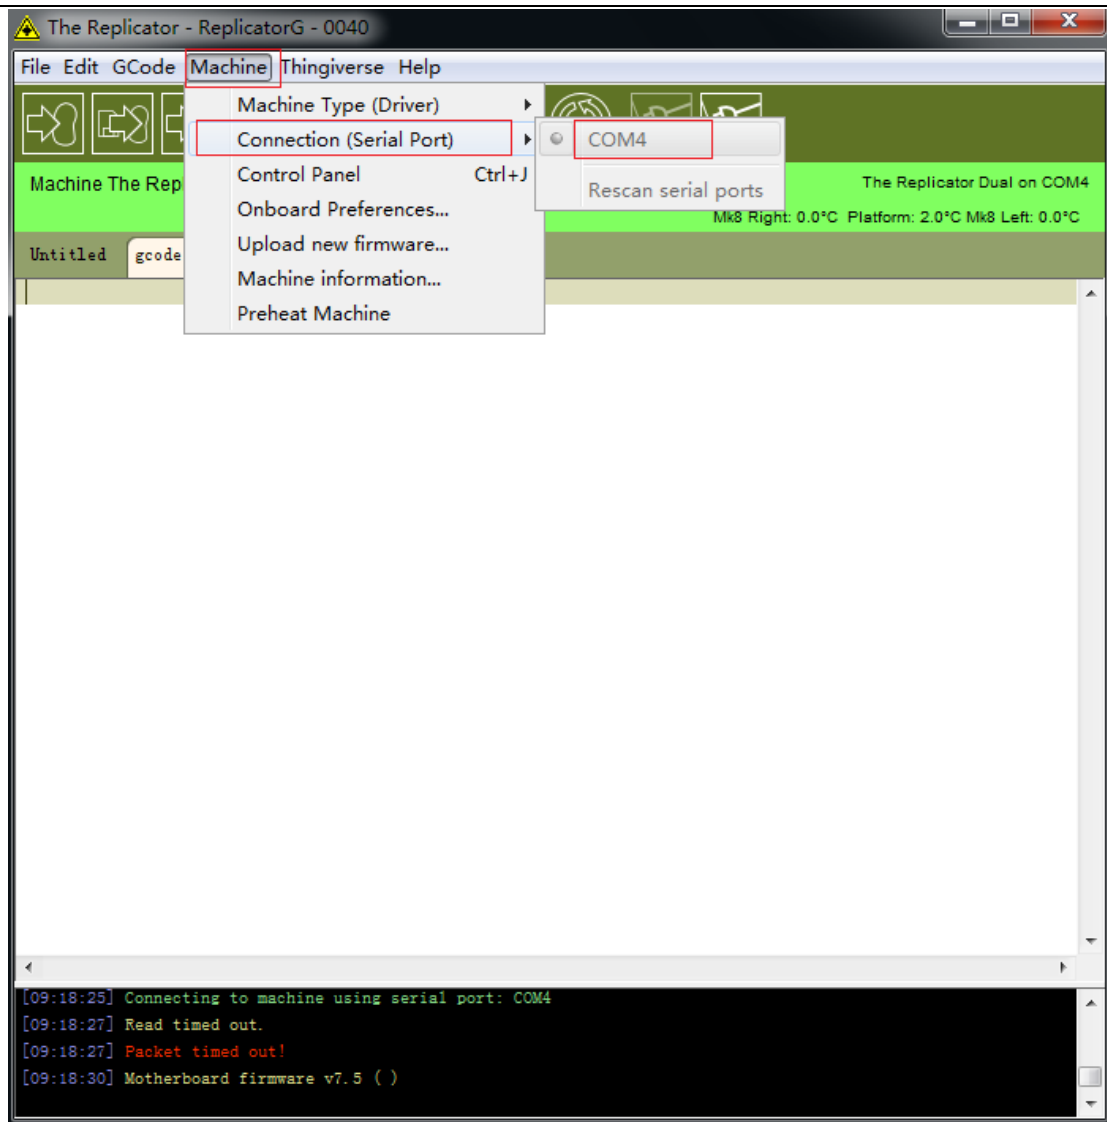 The Replicator - ReplicatorG - 0040
File Edit GCode Machine Thingiverse Help
Machine Type (Driver)
Connection (Serial Port)
COM4
Control Panel Ctrl+J
Rescan serial ports
Onboard Preferences...
Upload new firmware...
Machine information...
Preheat Machine
Machine The Rep
The Replicator Dual on COM4
Mk8 Right: 0.0°C Platform: 2.0°C Mk8 Left: 0.0°C
Untitled gcode
[09:18:25] Connecting to machine using serial port: COM4
[09:18:27] Read timed out.
[09:18:27] Packet timed out!
[09:18:30] Motherboard firmware v7.5 ( )